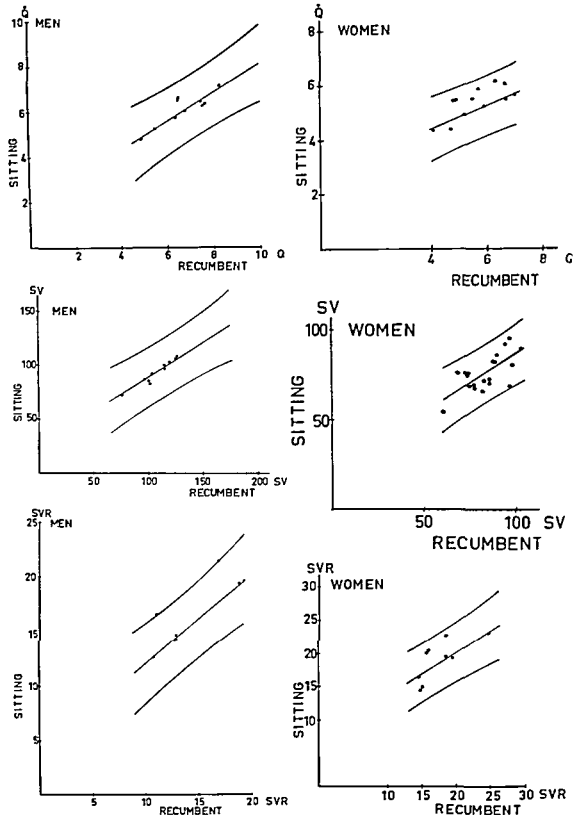 Q̇
MEN
10
8
6
4
2
SITTING
0 2 4 6 8 10 Q
RECUMBENT
Q̇
WOMEN
8
6
4
2
SITTING
4 6 8 Q
RECUMBENT
SV
MEN
150
100
50
SITTING
50 100 150 200
SV
RECUMBENT
SV
WOMEN
100
50
SITTING
50 100 SV
RECUMBENT
SVR
MEN
25
20
15
10
5
SITTING
5 10 15 20 SVR
RECUMBENT
SVR
WOMEN
30
25
20
15
10
SITTING
10 15 20 25 30 SVR
RECUMBENT